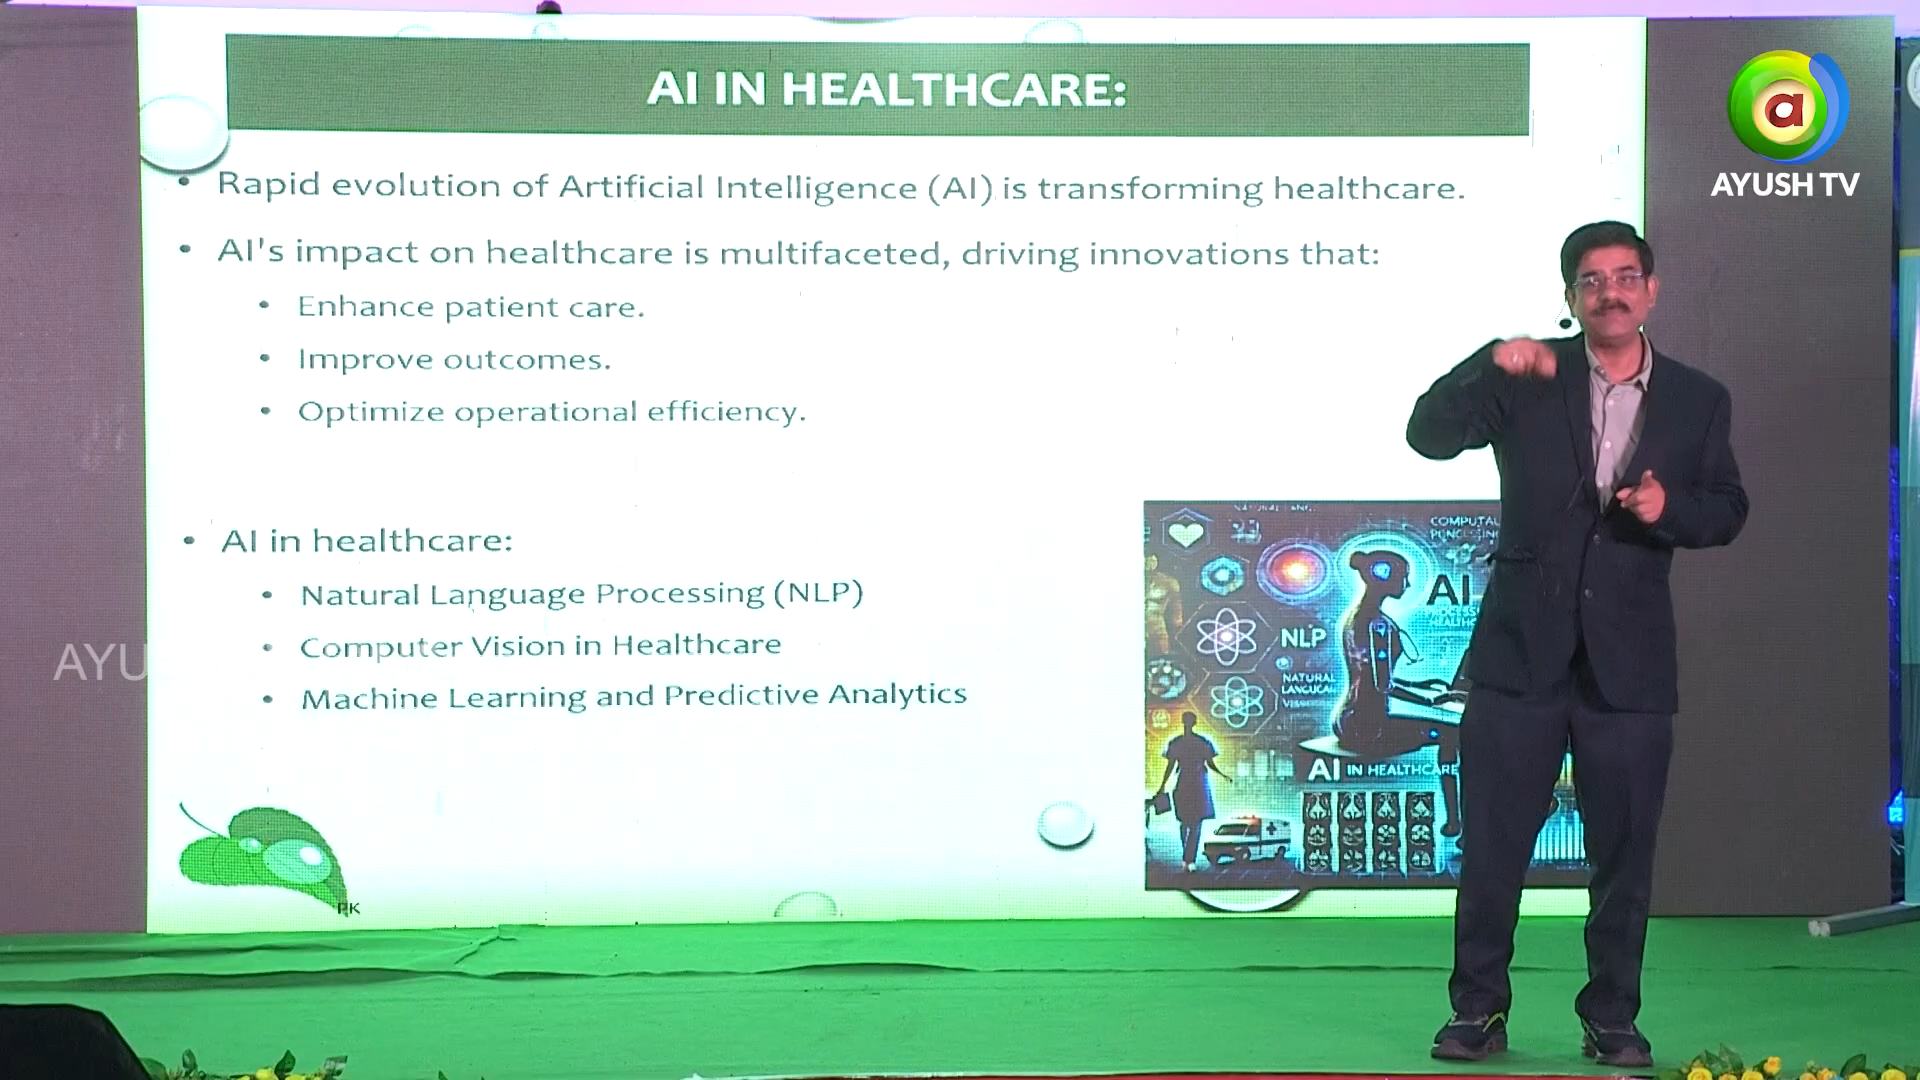 AI IN HEALTHCARE:
a
AYUSH TV
• Rapid evolution of Artificial Intelligence (AI) is transforming healthcare.
• AI's impact on healthcare is multifaceted, driving innovations that:
• Enhance patient care.
• Improve outcomes.
• Optimize operational efficiency.
• AI in healthcare:
• Natural Language Processing (NLP)
• Computer Vision in Healthcare
• Machine Learning and Predictive Analytics
AYU
AI
NLP
NATURAL
AI IN HEALTHCARE
PK